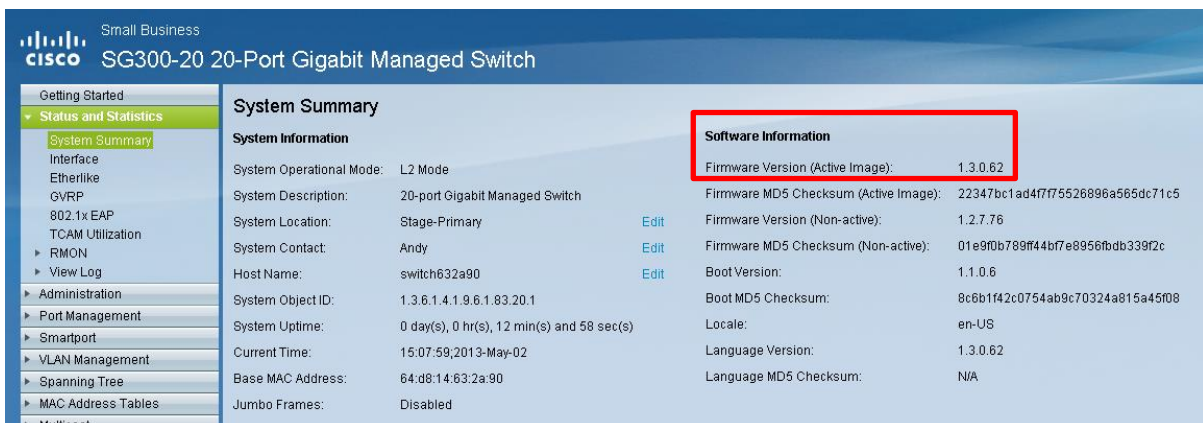 Small Business
CISCO SG300-20 20-Port Gigabit Managed Switch
Getting Started
Status and Statistics
System Summary
Interface
Etherlike
GVRP
802.1x EAP
TCAM Utilization
RMON
View Log
Administration
Port Management
Smartport
VLAN Management
Spanning Tree
MAC Address Tables
System Summary
System Information
System Operational Mode: L2 Mode
System Description: 20-port Gigabit Managed Switch
System Location: Stage-Primary Edit
System Contact: Andy Edit
Host Name: switch632a90 Edit
System Object ID: 1.3.6.1.4.1.9.6.1.83.20.1
System Uptime: 0 day(s), 0 hr(s), 12 min(s) and 58 sec(s)
Current Time: 15:07:59;2013-May-02
Base MAC Address: 64:d8:14:63:2a:90
Jumbo Frames: Disabled
Software Information
Firmware Version (Active Image): 1.3.0.62
Firmware MD5 Checksum (Active Image): 22347bc1ad4f7f75526896a565dc71c5
Firmware Version (Non-active): 1.2.7.76
Firmware MD5 Checksum (Non-active): 01e9f0b789ff44bf7e8956fbdb339f2c
Boot Version: 1.1.0.6
Boot MD5 Checksum: 8c6b1f42c0754ab9c70324a815a45f08
Locale: en-US
Language Version: 1.3.0.62
Language MD5 Checksum: N/A